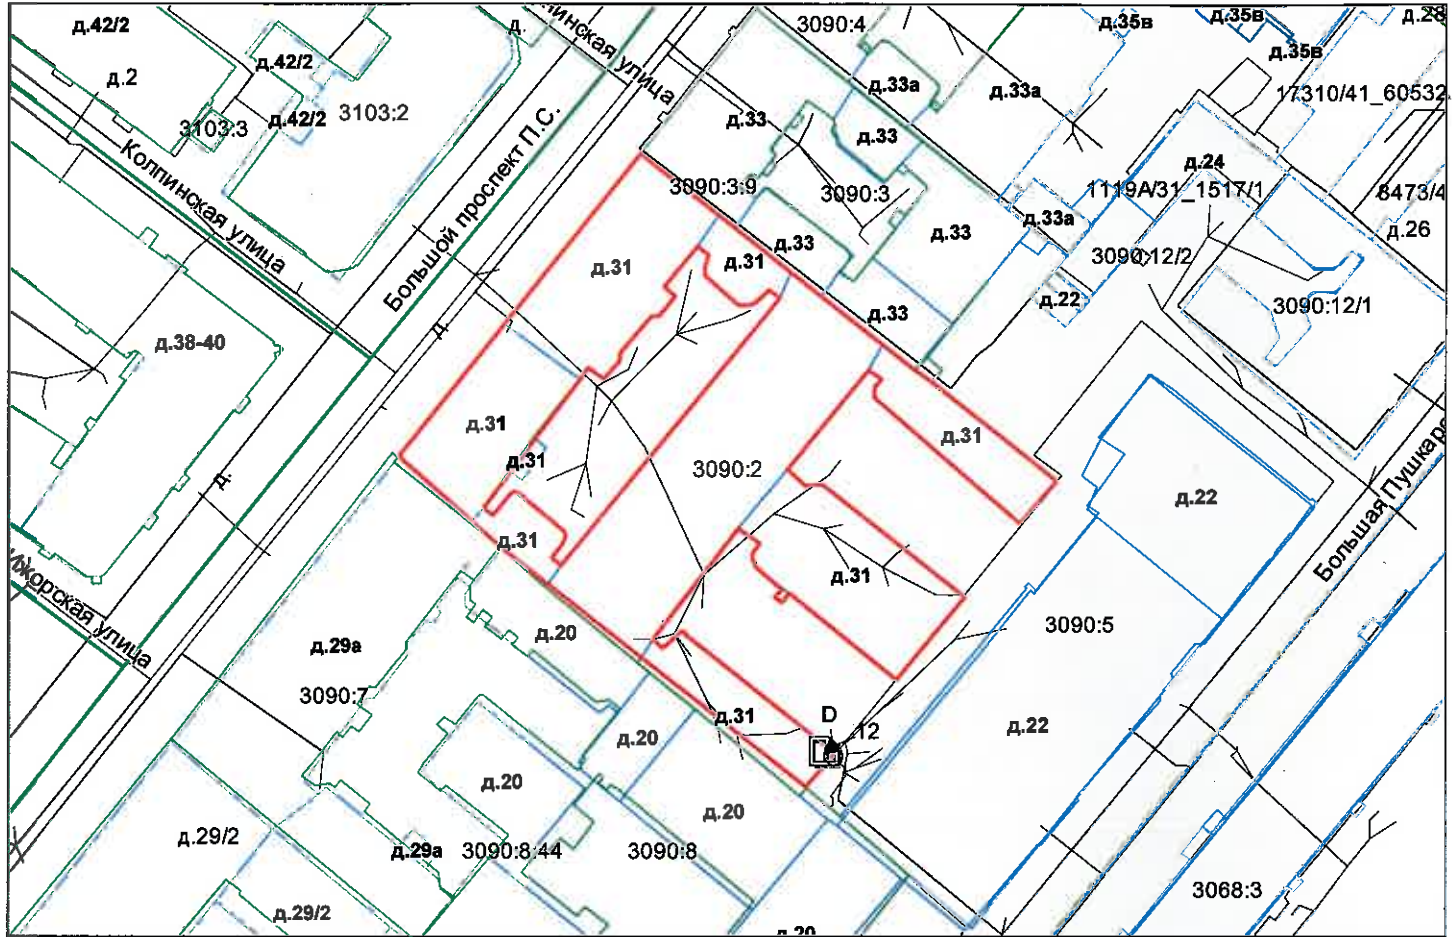 д.42/2
д.2
д.42/2
3103:3
д.42/2
3103:2
д.
3090:4
д.35в
д.35в
д.35в
д.28
17310/41_60532
д.33а
д.33а
д.33
д.33
Колпинская улица
Большой проспект П.С.
3090:3:9
3090:3
д.24
1119А/31_1517/1
8473/4
д.26
д.33а
д.33
д.33
3090:12/2
д.31
д.31
д.22
3090:12/1
д.33
д.
д.38-40
д.31
д.31
д.31
3090:2
д.
д.22
Большая Пушкарс
д.31
д.31
Ижорская улица
д.20
3090:5
д.29а
3090:7
д.31
D
12
д.22
д.20
д.20
д.20
д.29/2
д.29а
3090:8:44
3090:8
3068:3
д.29/2
д.20